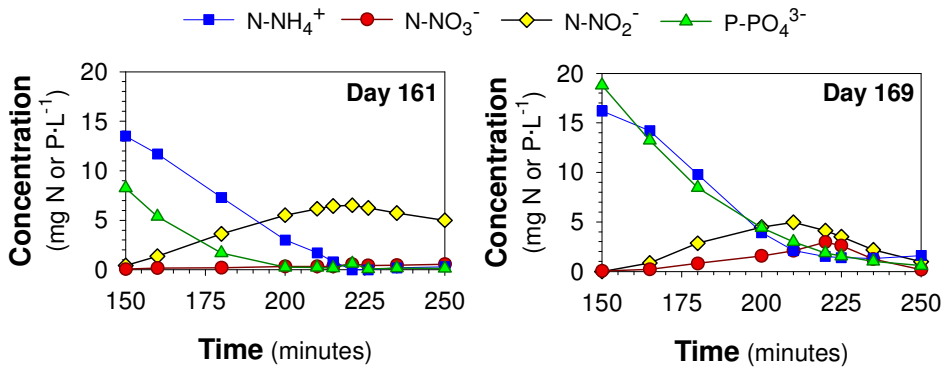 N-NH₄⁺ N-NO₃⁻ N-NO₂⁻ P-PO₄³⁻
Concentration
(mg N or P·L⁻¹)
20
15
10
5
0
Day 161
150 175 200 225 250
Time (minutes)
Concentration
(mg N or P·L⁻¹)
20
15
10
5
0
Day 169
150 175 200 225 250
Time (minutes)